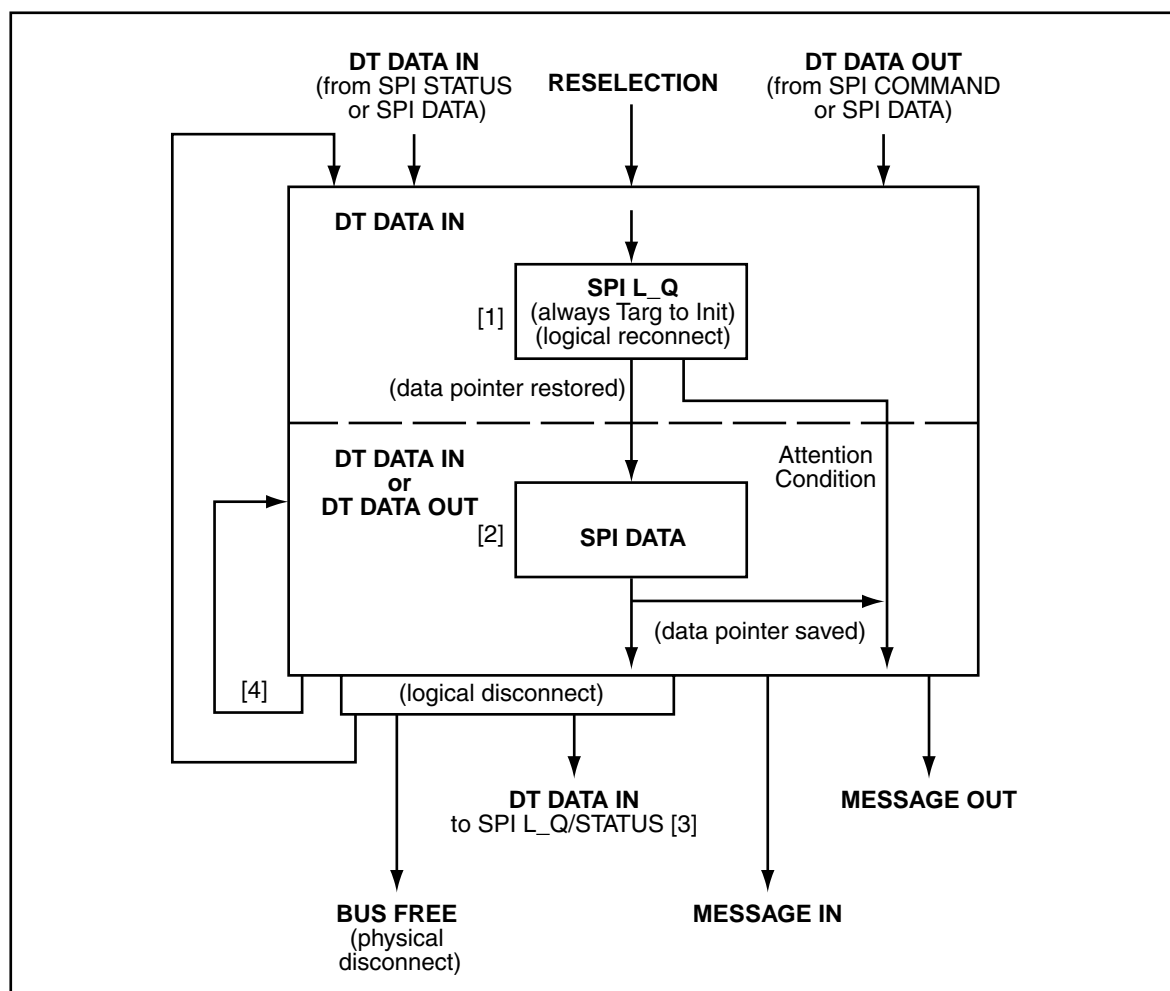 DT DATA IN
(from SPI STATUS
or SPI DATA)
RESELECTION
DT DATA OUT
(from SPI COMMAND
or SPI DATA)
DT DATA IN
SPI L_Q
(always Targ to Init)
(logical reconnect)
[1]
(data pointer restored)
DT DATA IN
or
DT DATA OUT
Attention
Condition
[2]
SPI DATA
(data pointer saved)
[4]
(logical disconnect)
DT DATA IN
to SPI L_Q/STATUS [3]
MESSAGE OUT
BUS FREE
(physical
disconnect)
MESSAGE IN